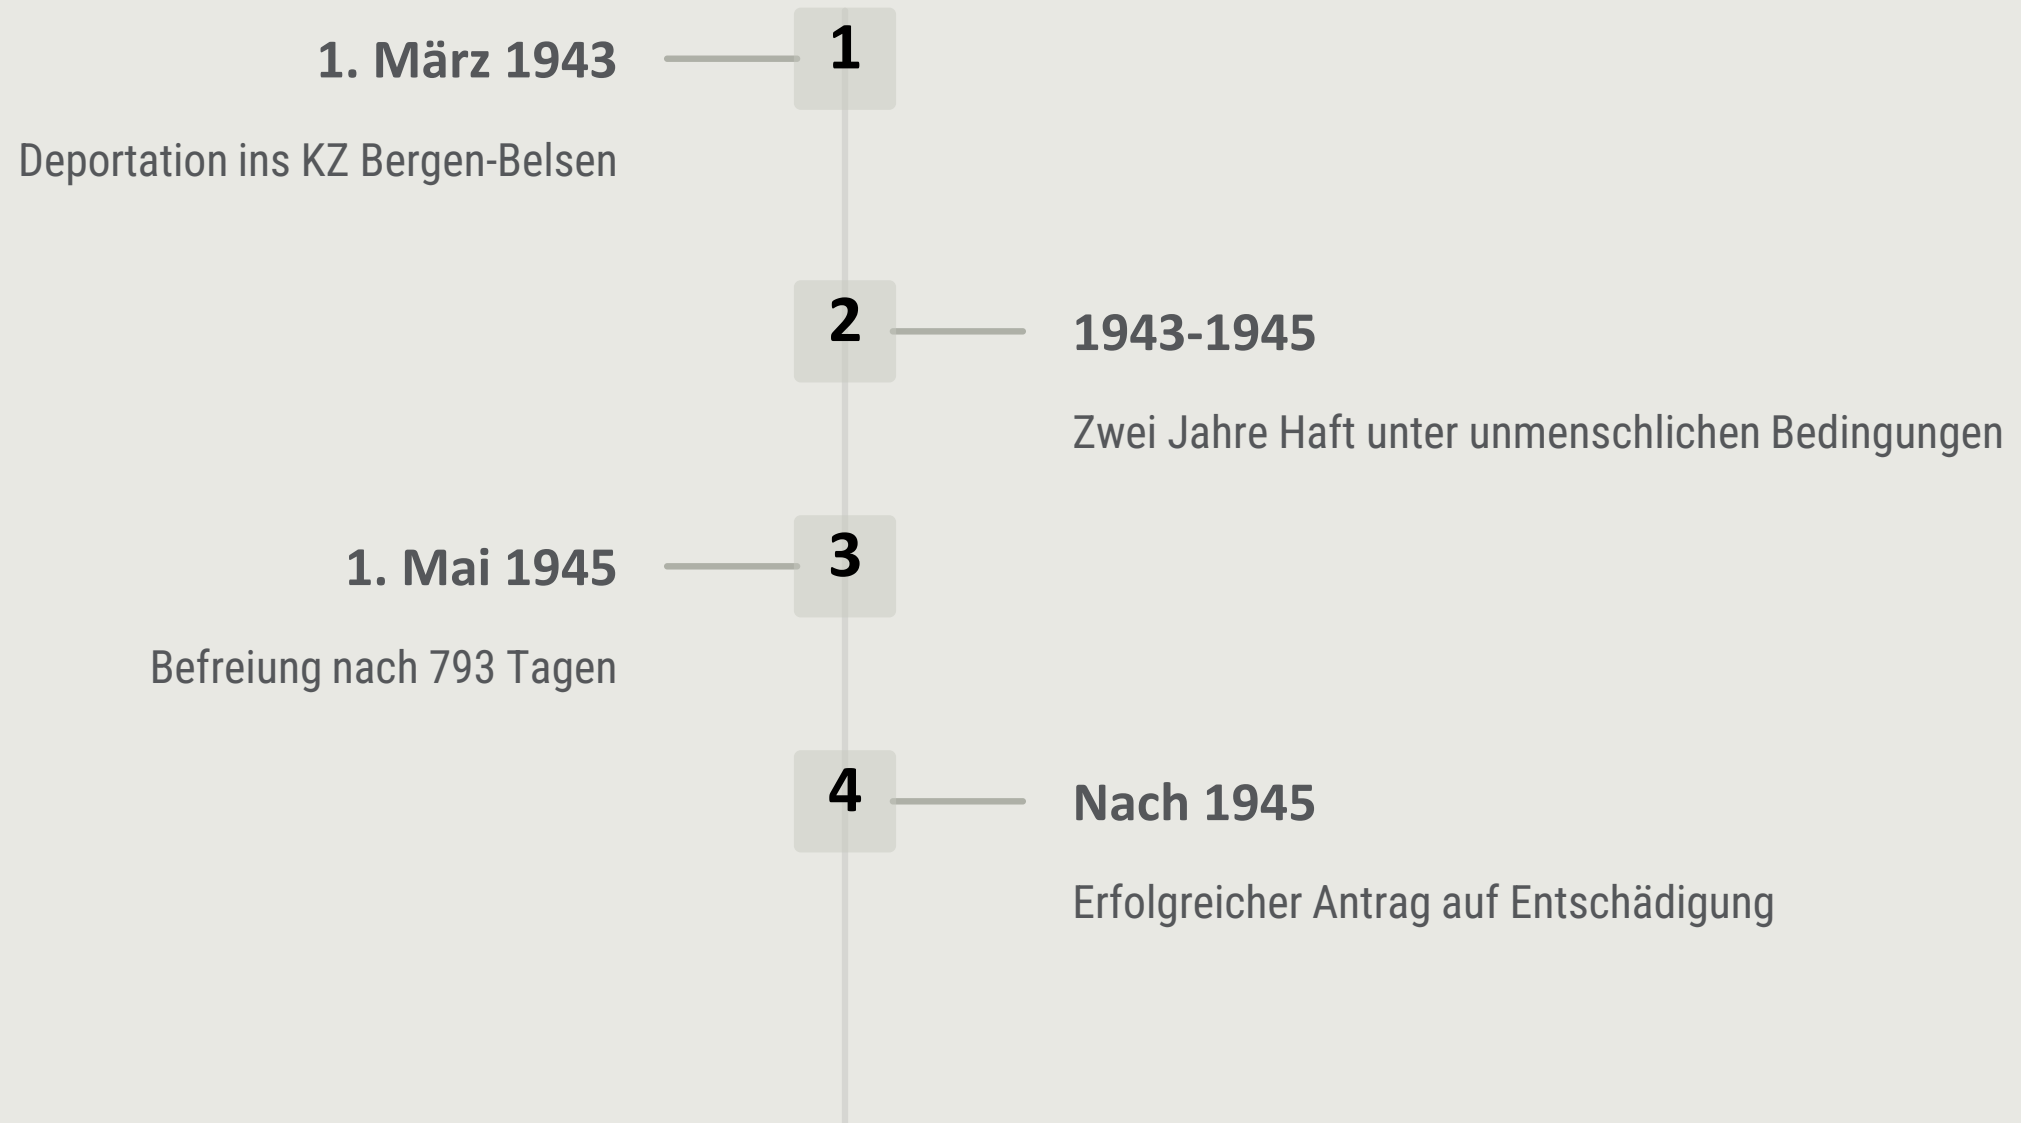 1
1. März 1943
Deportation ins KZ Bergen-Belsen
2
1943-1945
Zwei Jahre Haft unter unmenschlichen Bedingungen
3
1. Mai 1945
Befreiung nach 793 Tagen
4
Nach 1945
Erfolgreicher Antrag auf Entschädigung